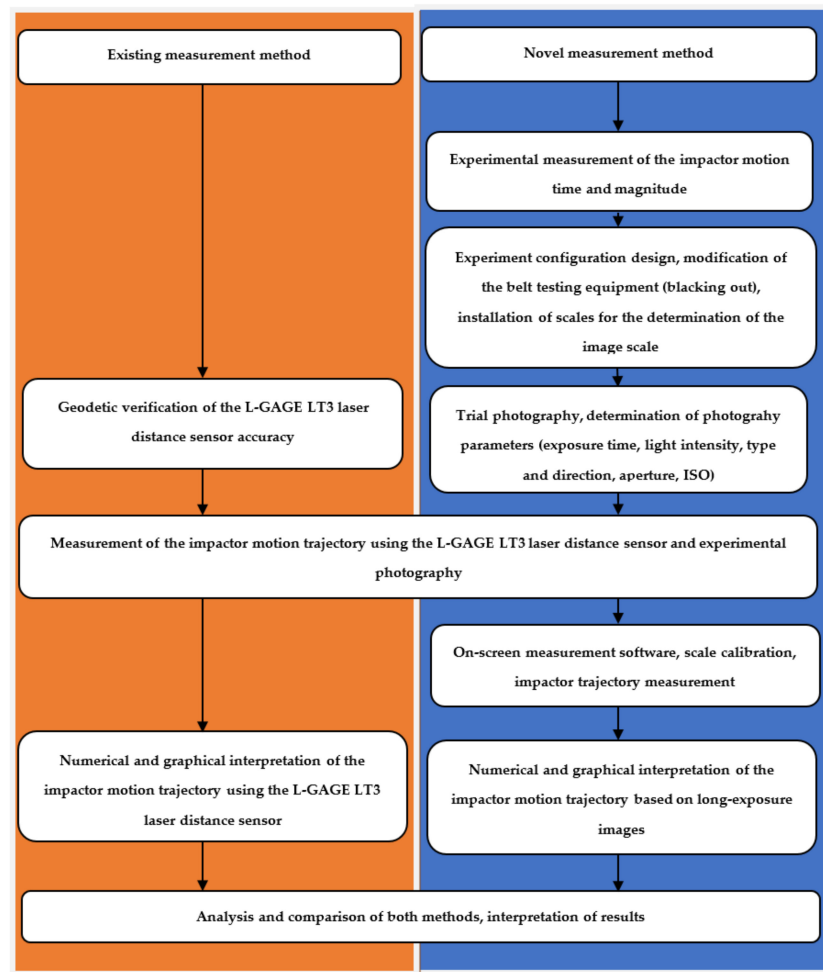 Existing measurement method
Novel measurement method
Experimental measurement of the impactor motion
time and magnitude
Experiment configuration design, modification of
the belt testing equipment (blacking out),
installation of scales for the determination of the
image scale
Geodetic verification of the L-GAGE LT3 laser
distance sensor accuracy
Trial photography, determination of photograhy
parameters (exposure time, light intensity, type
and direction, aperture, ISO)
Measurement of the impactor motion trajectory using the L-GAGE LT3 laser distance sensor and experimental
photography
On-screen measurement software, scale calibration,
impactor trajectory measurement
Numerical and graphical interpretation of the
impactor motion trajectory using the L-GAGE LT3
laser distance sensor
Numerical and graphical interpretation of the
impactor motion trajectory based on long-exposure
images
Analysis and comparison of both methods, interpretation of results